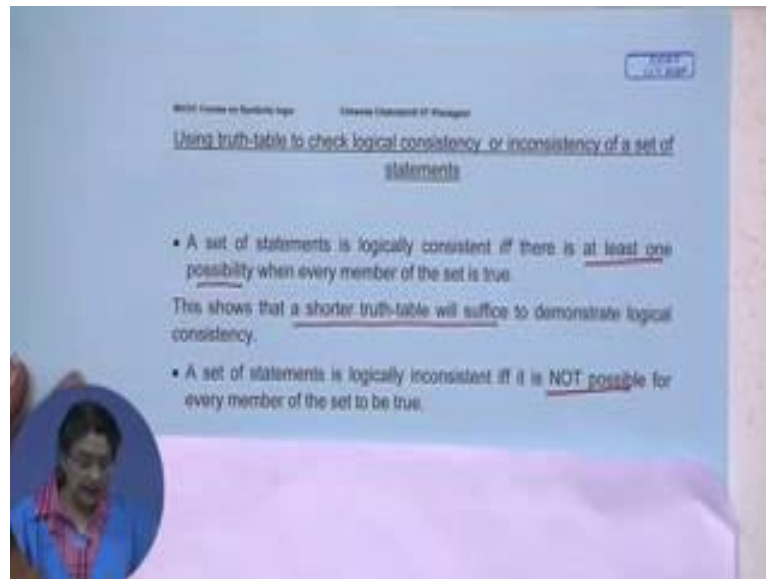 Using truth-table to check logical consistency or inconsistency of a set of
statements
• A set of statements is logically consistent iff there is at least one
possibility when every member of the set is true.
This shows that a shorter truth-table will suffice to demonstrate logical
consistency.
• A set of statements is logically inconsistent iff it is NOT possible for
every member of the set to be true.